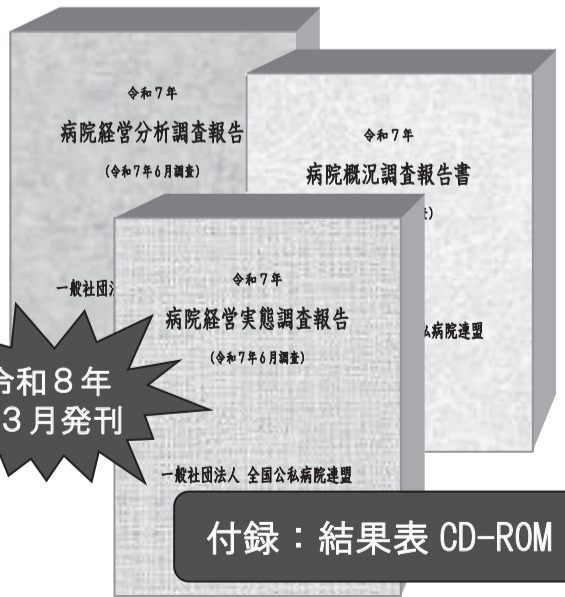 令和７年
病院経営分析調査報告
(令和７年６月調査)
一般社団法
令和７年
病院概況調査報告書
査)
私病院連盟
令和７年
病院経営実態調査報告
(令和７年６月調査)
一般社団法人 全国公私病院連盟
令和８年
３月発刊
付録：結果表 CD-ROM